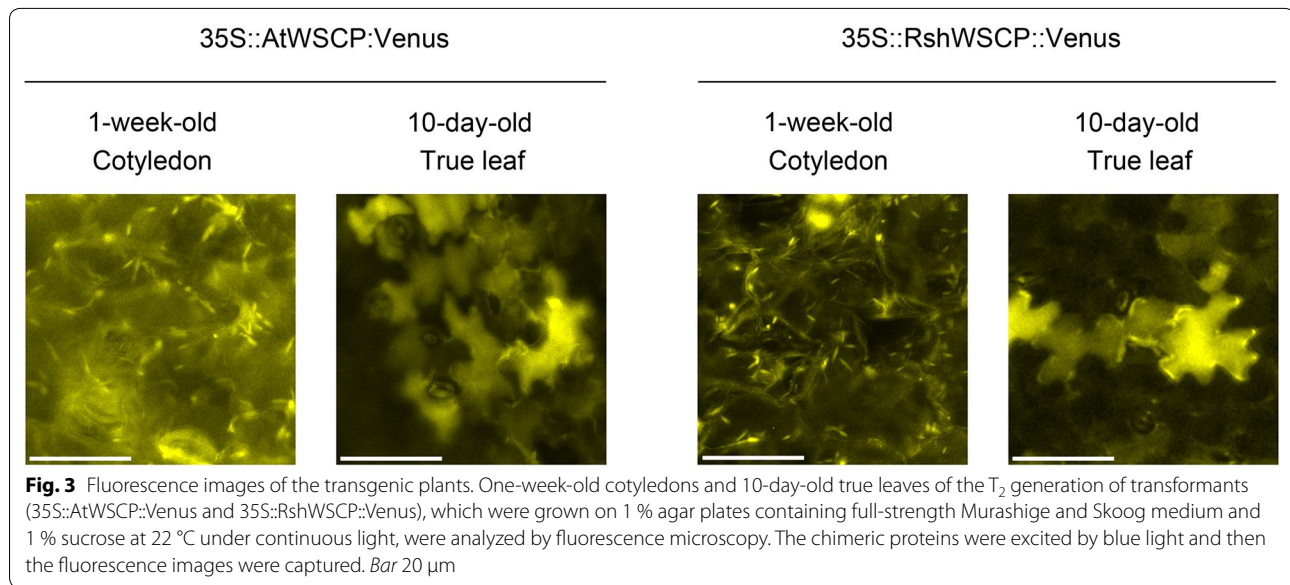 35S::AtWSCP:Venus
35S::RshWSCP::Venus
1-week-old
Cotyledon
10-day-old
True leaf
1-week-old
Cotyledon
10-day-old
True leaf
Fig. 3 Fluorescence images of the transgenic plants. One-week-old cotyledons and 10-day-old true leaves of the T2 generation of transformants
(35S::AtWSCP::Venus and 35S::RshWSCP::Venus), which were grown on 1 % agar plates containing full-strength Murashige and Skoog medium and
1 % sucrose at 22 °C under continuous light, were analyzed by fluorescence microscopy. The chimeric proteins were excited by blue light and then
the fluorescence images were captured. Bar 20 μm